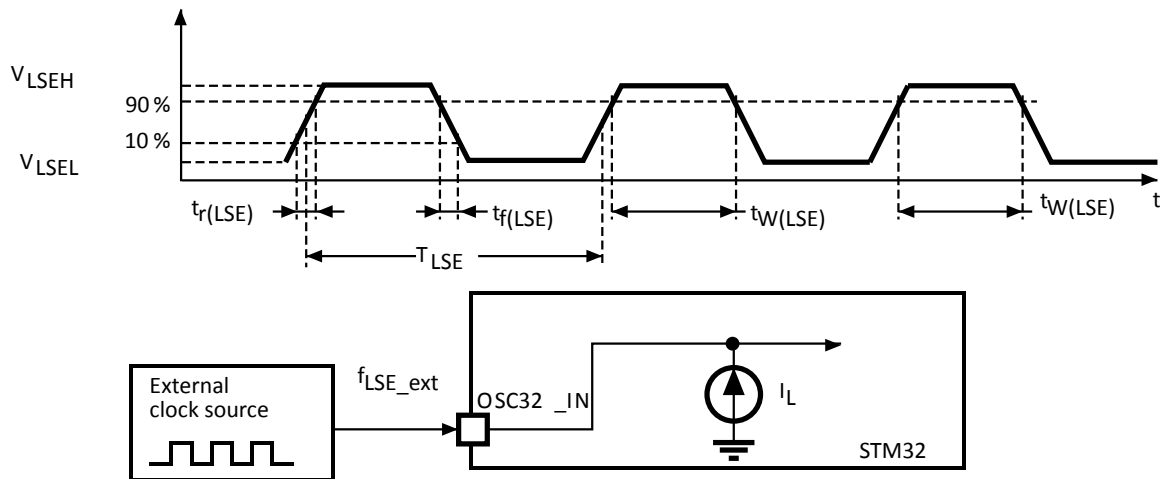 VLSEH
90 %
10 %
VLSEL
tr(LSE)
tf(LSE)
tW(LSE)
tW(LSE)
t
TLSE
External
clock source
fLSE_ext
OSC32 _IN
IL
STM32